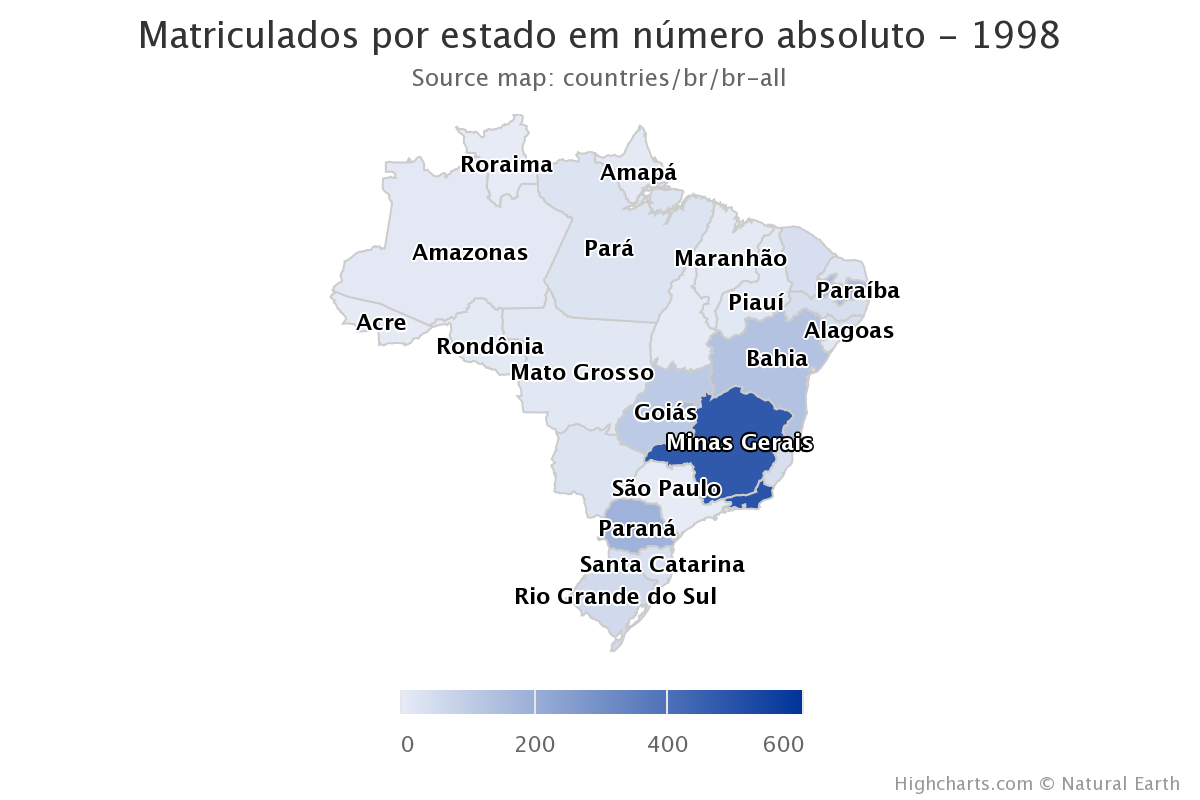 Matriculados por estado em número absoluto - 1998
Source map: countries/br/br-all
Roraima
Amapá
Amazonas
Pará
Maranhão
Paraíba
Piauí
Acre
Alagoas
Rondônia
Bahia
Mato Grosso
Goiás
Minas Gerais
São Paulo
Paraná
Santa Catarina
Rio Grande do Sul
0 200 400 600
Highcharts.com © Natural Earth